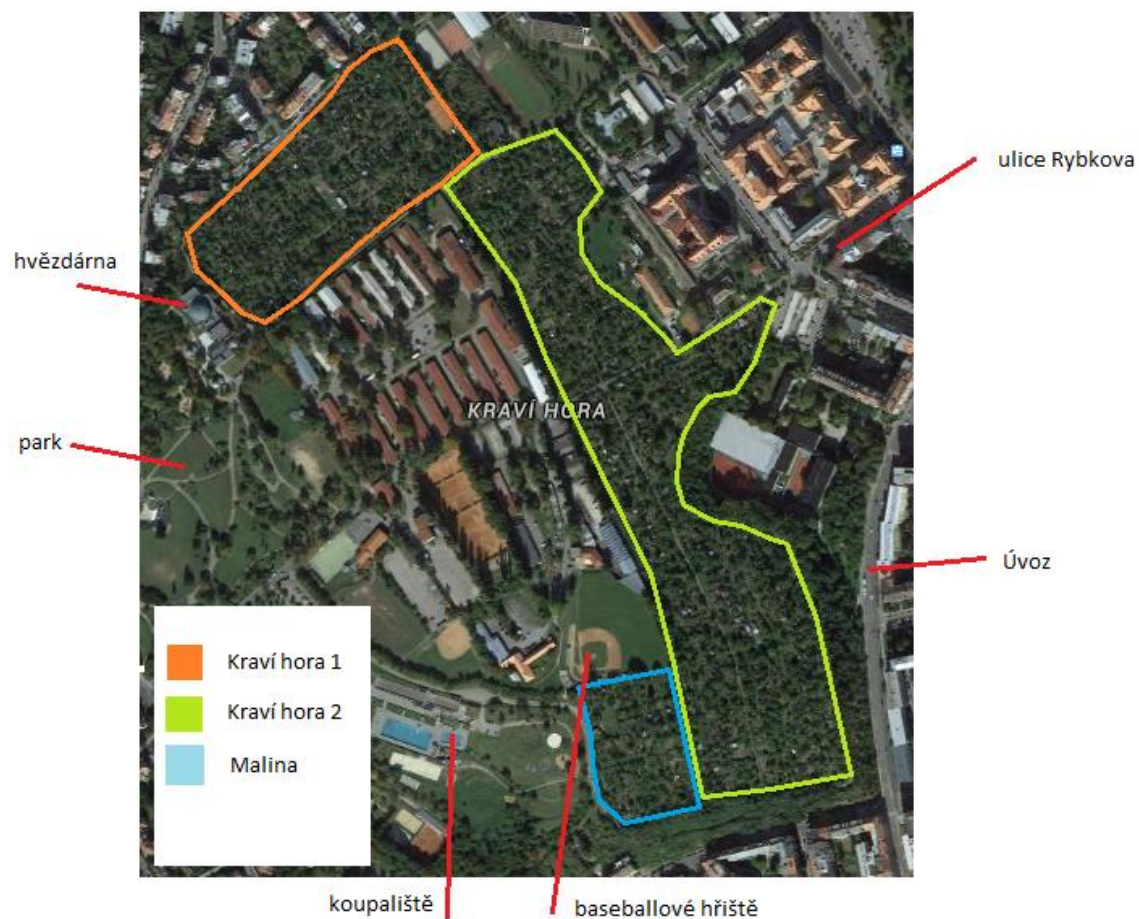 ulice Rybkova
hvězdárna
KRAVÍ HORA
park
Úvoz
Kraví hora 1
Kraví hora 2
Malina
koupaliště
baseballové hřiště